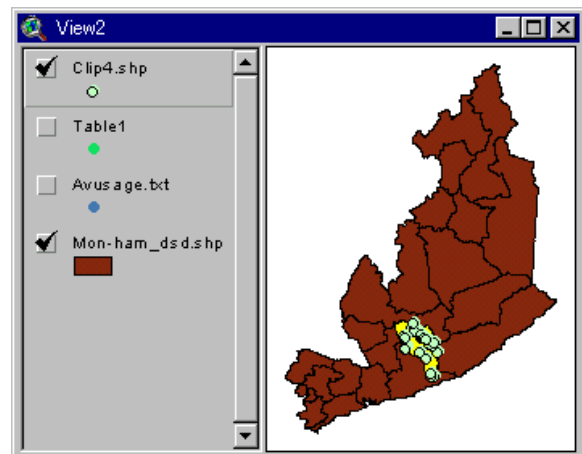 View2
Clip4.shp
Table1
Avusage.txt
Mon-ham_dsd.shp